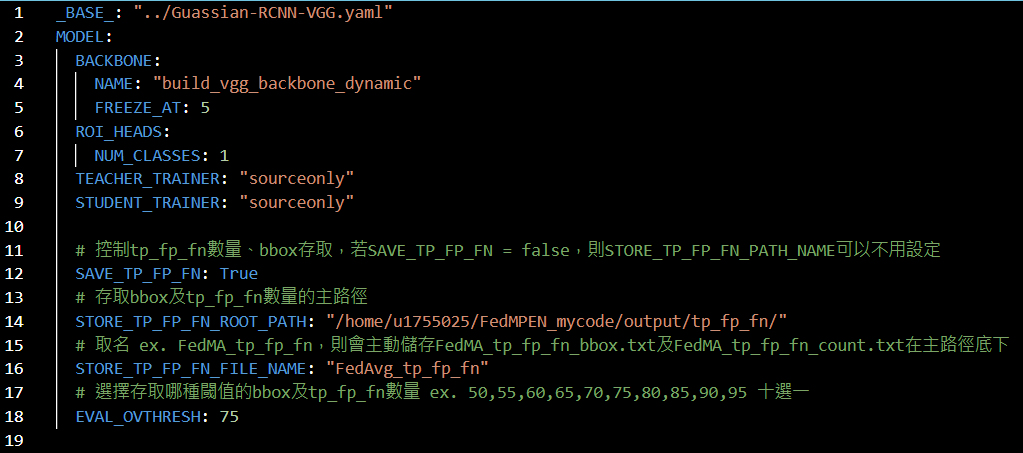 1 _BASE_: "../Guassian-RCNN-VGG.yaml"
2 MODEL:
3 BACKBONE:
4 NAME: "build_vgg_backbone_dynamic"
5 FREEZE_AT: 5
6 ROI_HEADS:
7 NUM_CLASSES: 1
8 TEACHER_TRAINER: "sourceonly"
9 STUDENT_TRAINER: "sourceonly"
10
11 # 控制tp_fp_fn數量、bbox存取，若SAVE_TP_FP_FN = false，則STORE_TP_FP_FN_PATH_NAME可以不用設定
12 SAVE_TP_FP_FN: True
13 # 存取bbox及tp_fp_fn數量的主路徑
14 STORE_TP_FP_FN_ROOT_PATH: "/home/u1755025/FedMPEN_mycode/output/tp_fp_fn/"
15 # 取名 ex. FedMA_tp_fp_fn，則會主動儲存FedMA_tp_fp_fn_bbox.txt及FedMA_tp_fp_fn_count.txt在主路徑底下
16 STORE_TP_FP_FN_FILE_NAME: "FedAvg_tp_fp_fn"
17 # 選擇存取哪種閾值的bbox及tp_fp_fn數量 ex. 50,55,60,65,70,75,80,85,90,95 十選一
18 EVAL_OVTHRESH: 75
19